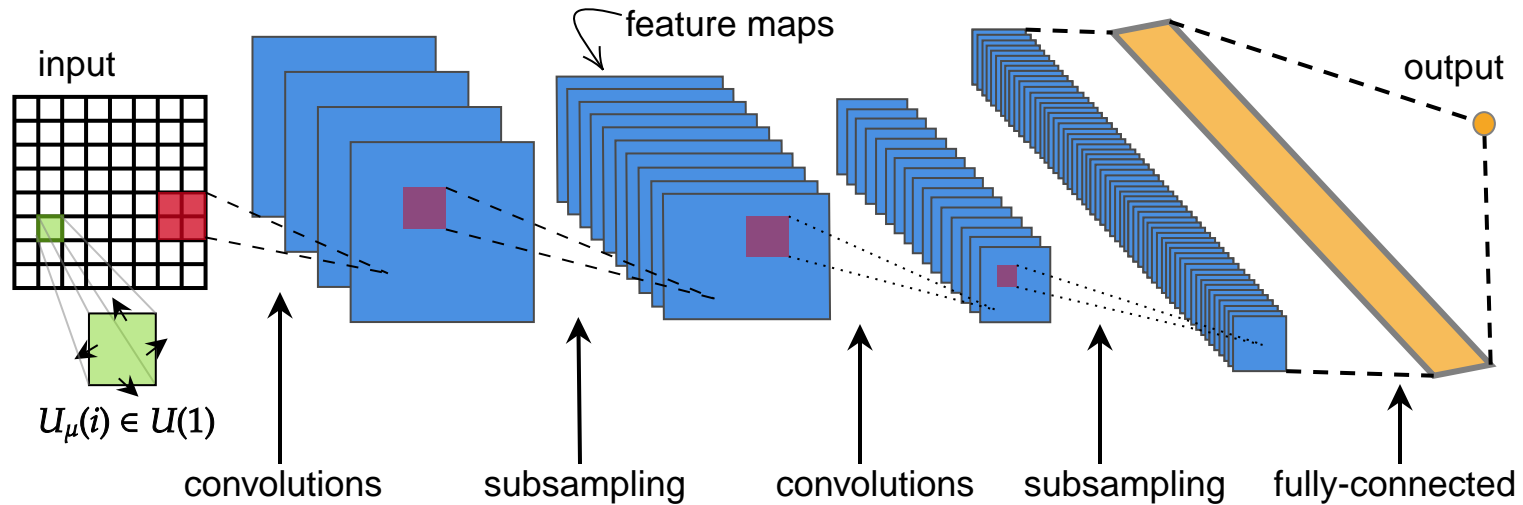 feature maps
input
output
U_μ(i) ∈ U(1)
convolutions
subsampling
convolutions
subsampling
fully-connected